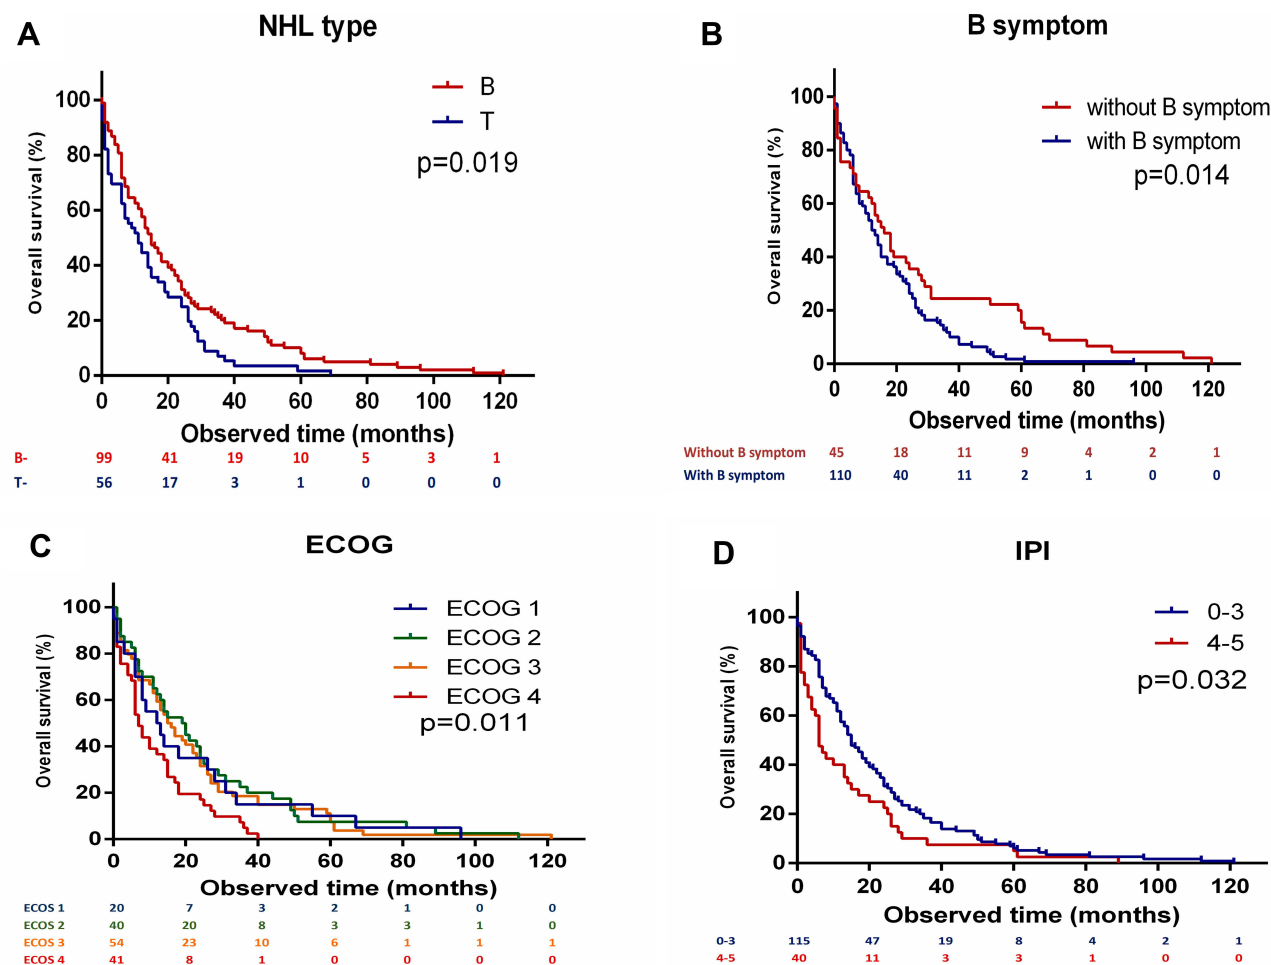 A
NHL type
B
T
p=0.019
Overall survival (%)
100
80
60
40
20
0
0 20 40 60 80 100 120
Observed time (months)
B- 99 41 19 10 5 3 1
T- 56 17 3 1 0 0 0
B
B symptom
without B symptom
with B symptom
p=0.014
Overall survival (%)
100
80
60
40
20
0
0 20 40 60 80 100 120
Observed time (months)
Without B symptom 45 18 11 9 4 2 1
With B symptom 110 40 11 2 1 0 0
C
ECOG
ECOG 1
ECOG 2
ECOG 3
ECOG 4
p=0.011
Overall survival (%)
100
80
60
40
20
0
0 20 40 60 80 100 120
Observed time (months)
ECOS 1 20 7 3 2 1 0 0
ECOS 2 40 20 8 3 3 1 0
ECOS 3 54 23 10 6 1 1 1
ECOS 4 41 8 1 0 0 0 0
D
IPI
0-3
4-5
p=0.032
Overall survival (%)
100
80
60
40
20
0
0 20 40 60 80 100 120
Observed time (months)
0-3 115 47 19 8 4 2 1
4-5 40 11 3 3 1 0 0